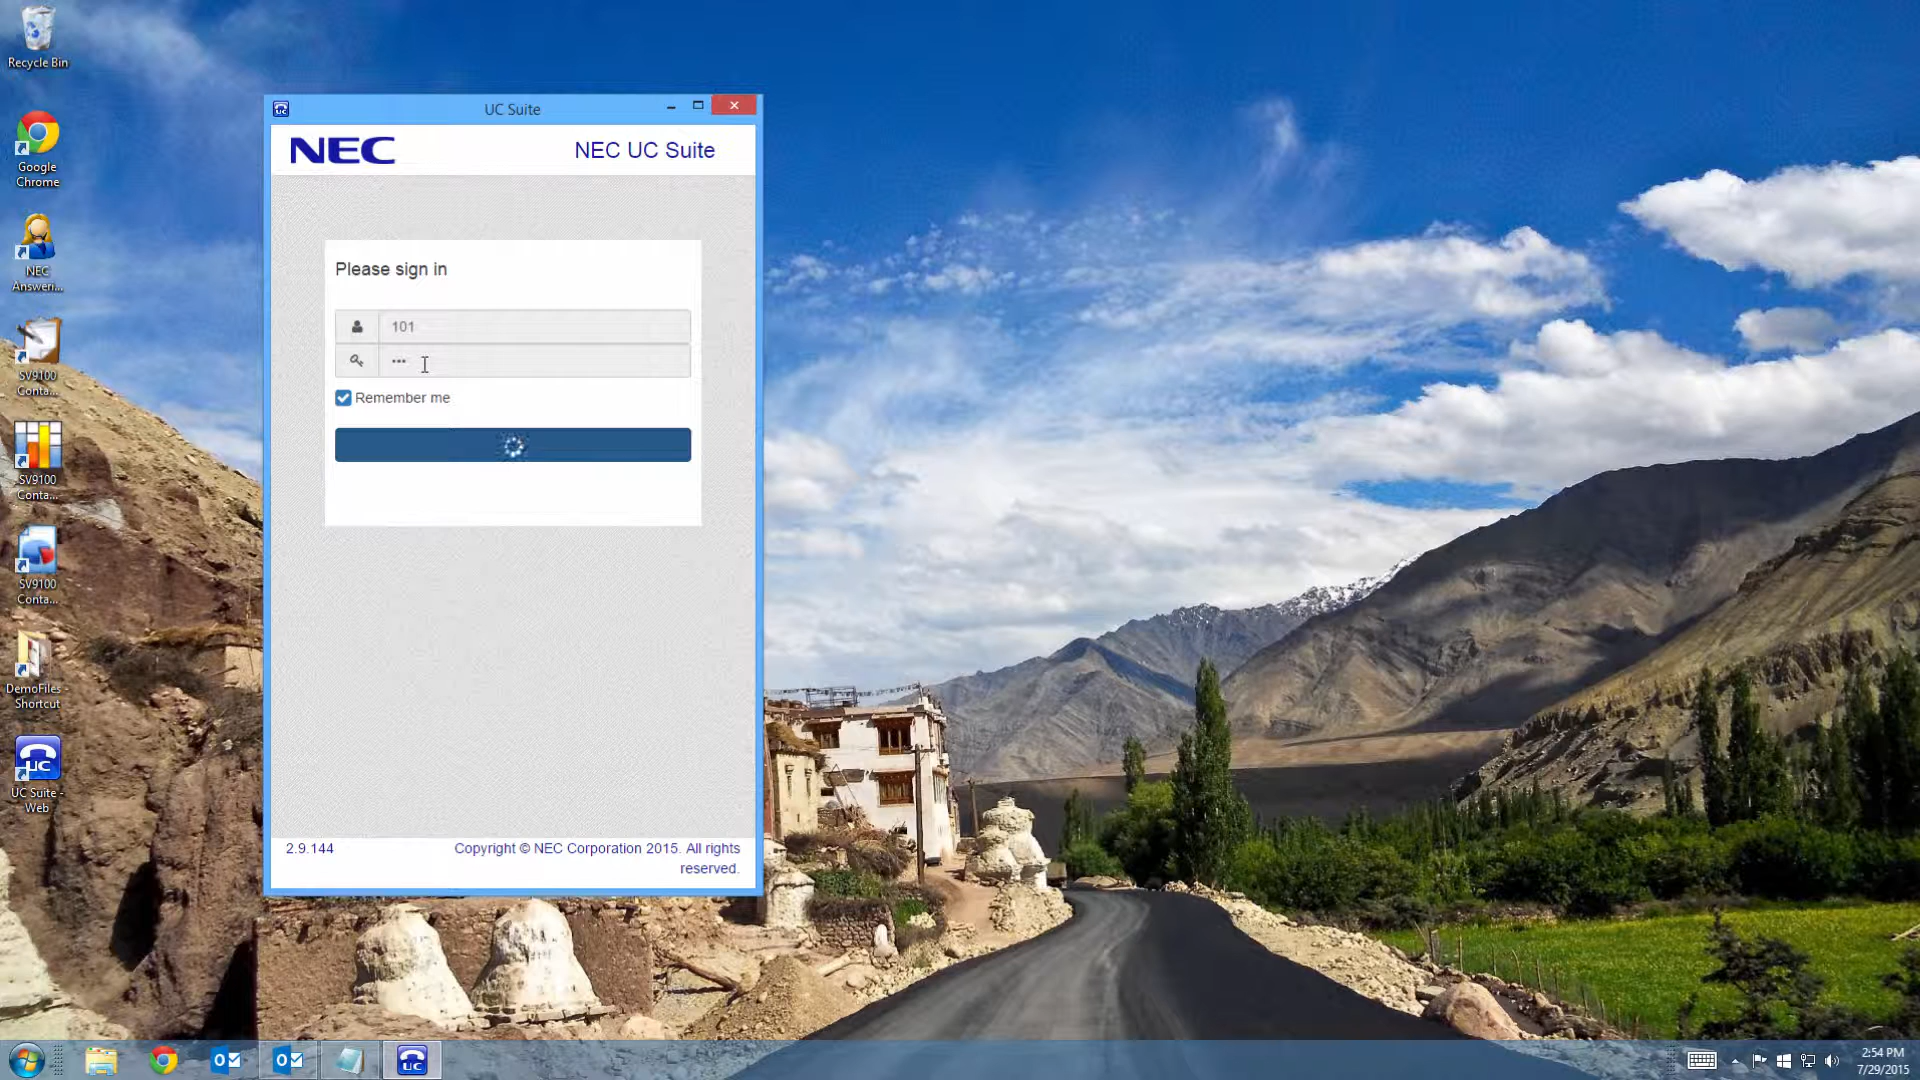 Recycle Bin
Google
Chrome
NEC
Answeri...
SV9100
Conta...
SV9100
Conta...
SV9100
Conta...
DemoFiles -
Shortcut
UC
UC Suite -
Web
UC Suite
NEC
NEC UC Suite
Please sign in
101
•••
Remember me
2.9.144
Copyright © NEC Corporation 2015. All rights
reserved.
UC
2:54 PM
7/29/2015